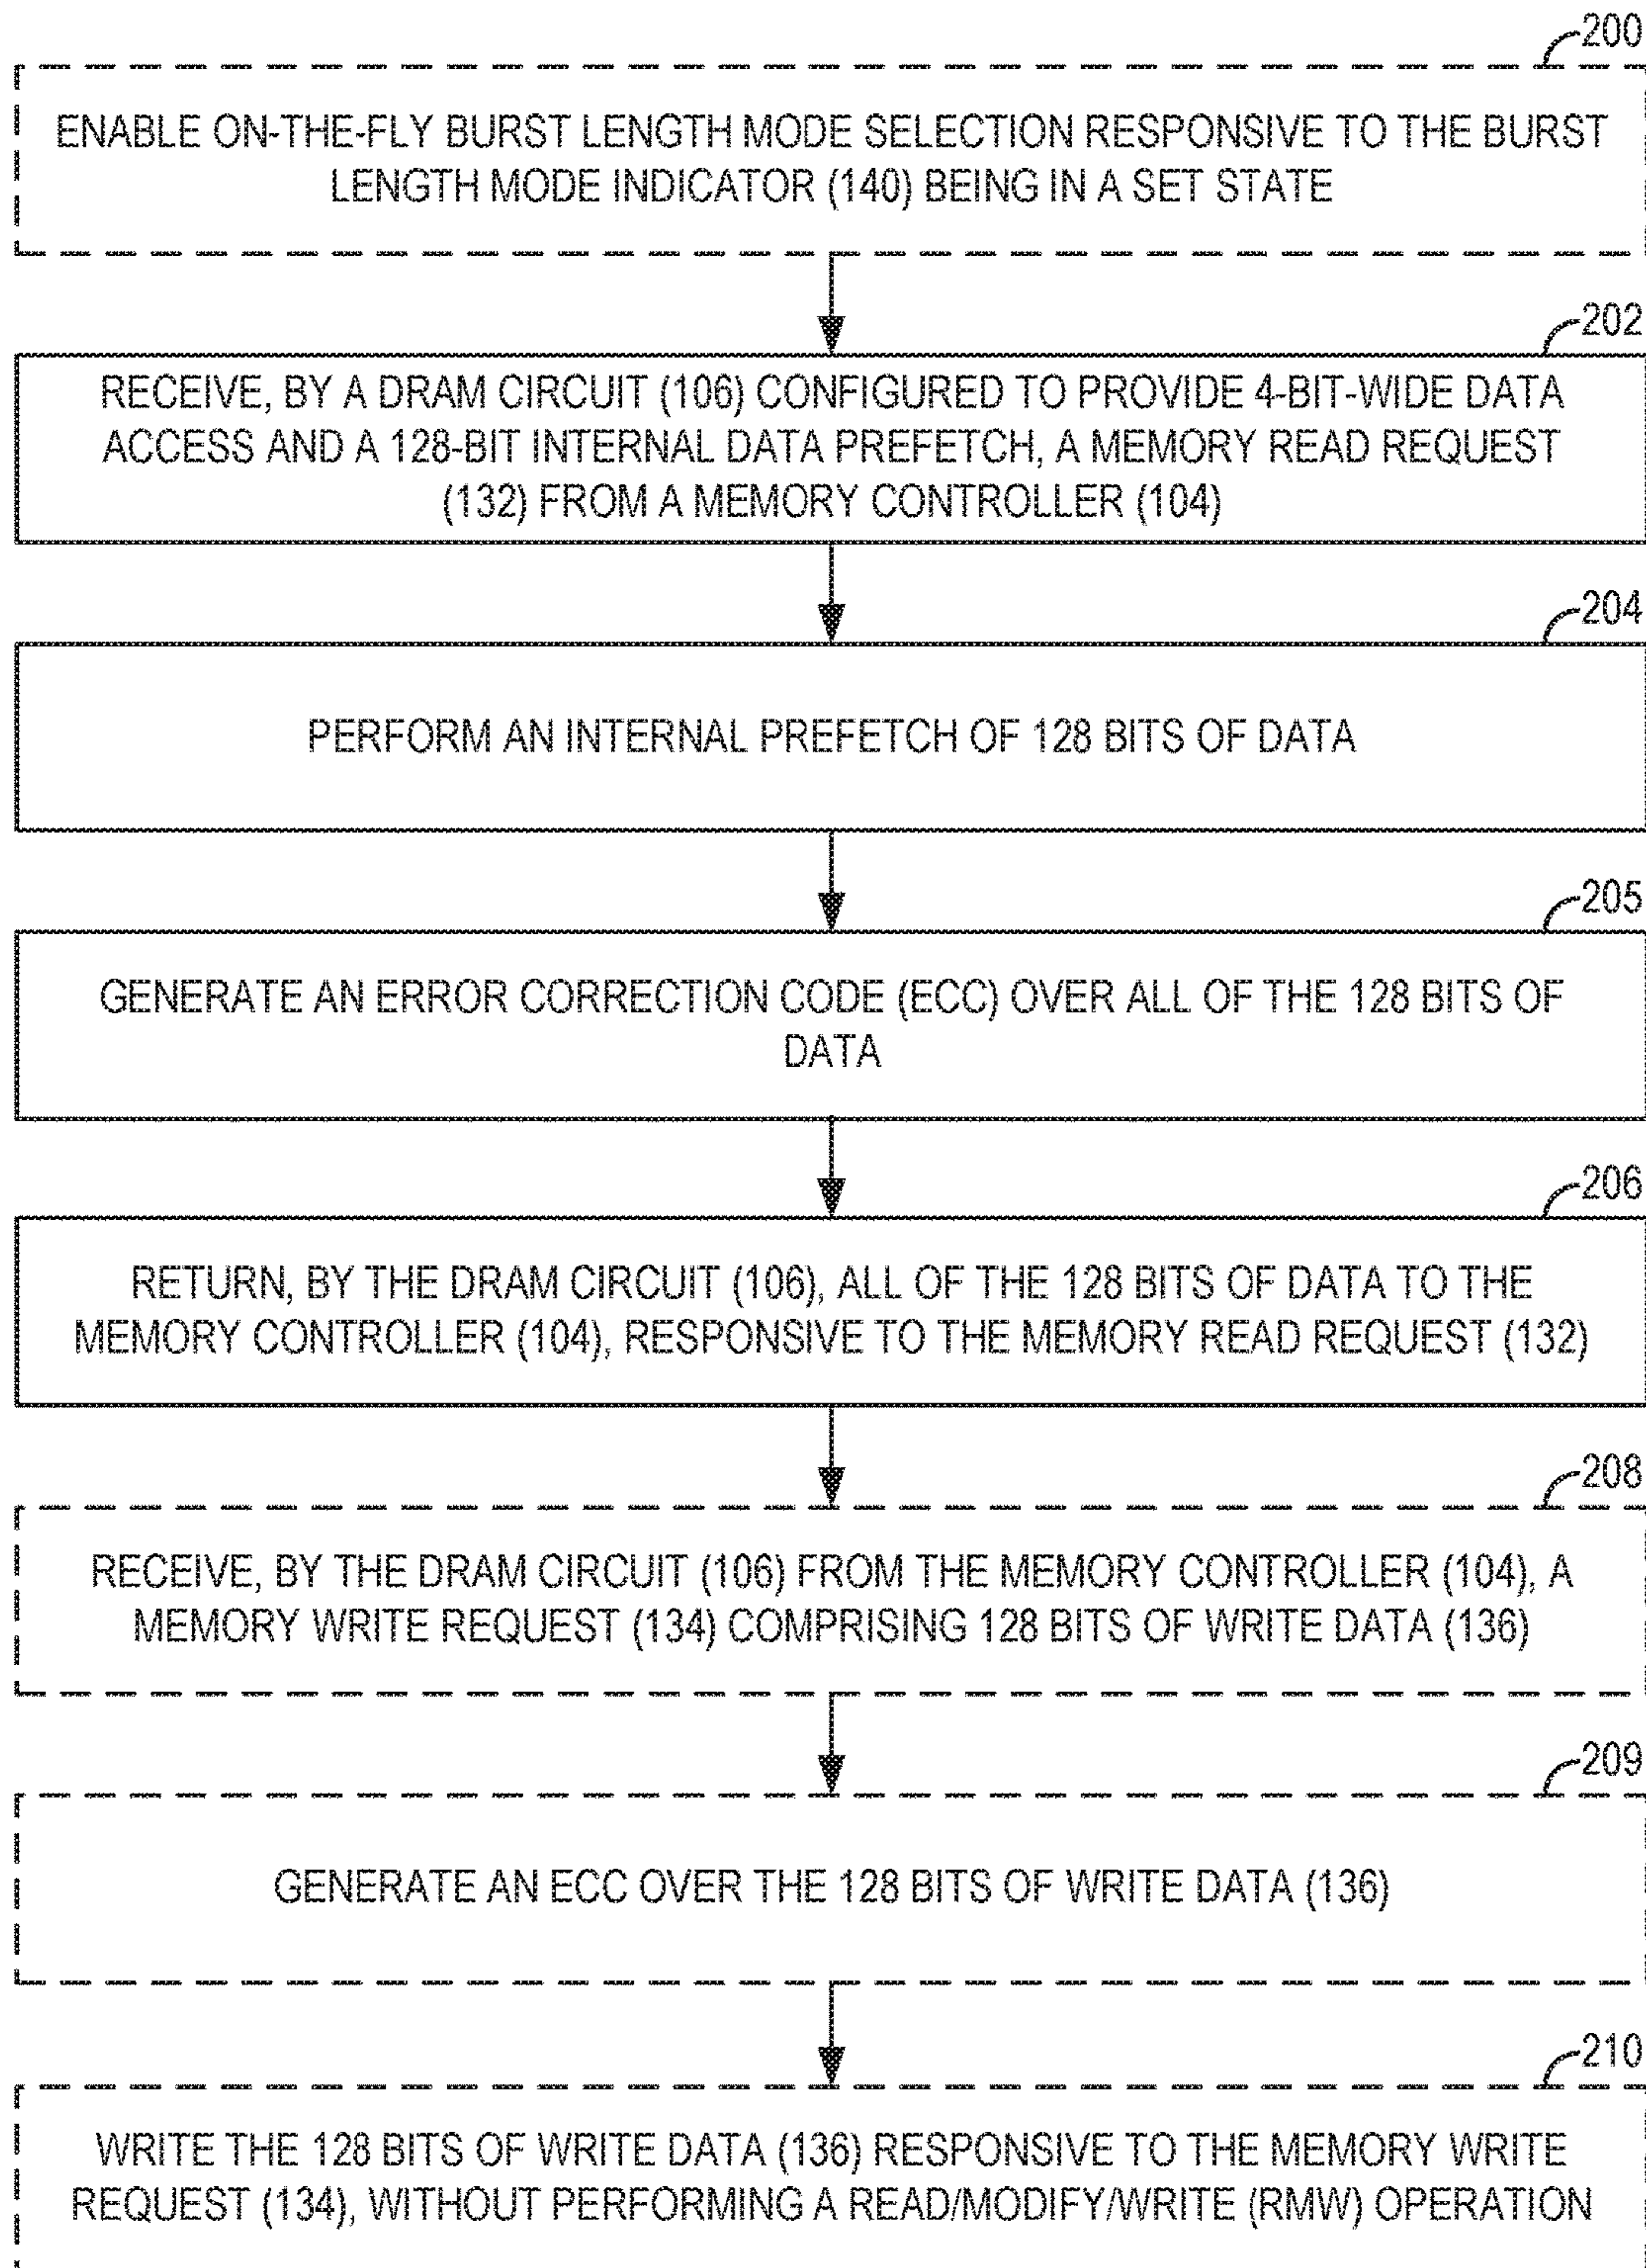 200
ENABLE ON-THE-FLY BURST LENGTH MODE SELECTION RESPONSIVE TO THE BURST
LENGTH MODE INDICATOR (140) BEING IN A SET STATE
202
RECEIVE, BY A DRAM CIRCUIT (106) CONFIGURED TO PROVIDE 4-BIT-WIDE DATA
ACCESS AND A 128-BIT INTERNAL DATA PREFETCH, A MEMORY READ REQUEST
(132) FROM A MEMORY CONTROLLER (104)
204
PERFORM AN INTERNAL PREFETCH OF 128 BITS OF DATA
205
GENERATE AN ERROR CORRECTION CODE (ECC) OVER ALL OF THE 128 BITS OF
DATA
206
RETURN, BY THE DRAM CIRCUIT (106), ALL OF THE 128 BITS OF DATA TO THE
MEMORY CONTROLLER (104), RESPONSIVE TO THE MEMORY READ REQUEST (132)
208
RECEIVE, BY THE DRAM CIRCUIT (106) FROM THE MEMORY CONTROLLER (104), A
MEMORY WRITE REQUEST (134) COMPRISING 128 BITS OF WRITE DATA (136)
209
GENERATE AN ECC OVER THE 128 BITS OF WRITE DATA (136)
210
WRITE THE 128 BITS OF WRITE DATA (136) RESPONSIVE TO THE MEMORY WRITE
REQUEST (134), WITHOUT PERFORMING A READ/MODIFY/WRITE (RMW) OPERATION